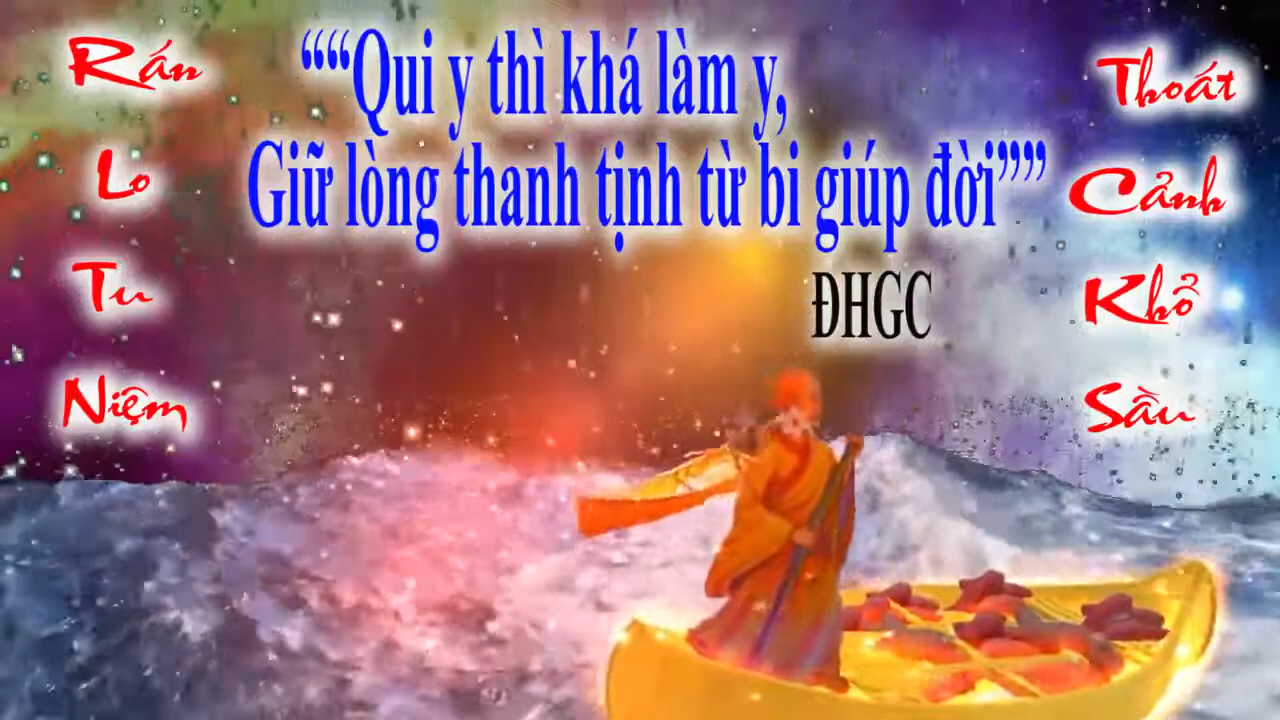 Rán
Lo
Tu
Niệm
““Qui y thì khá làm y,
Giữ lòng thanh tịnh từ bi giúp đời””
ĐHGC
Thoát
Cảnh
Khổ
Sầu